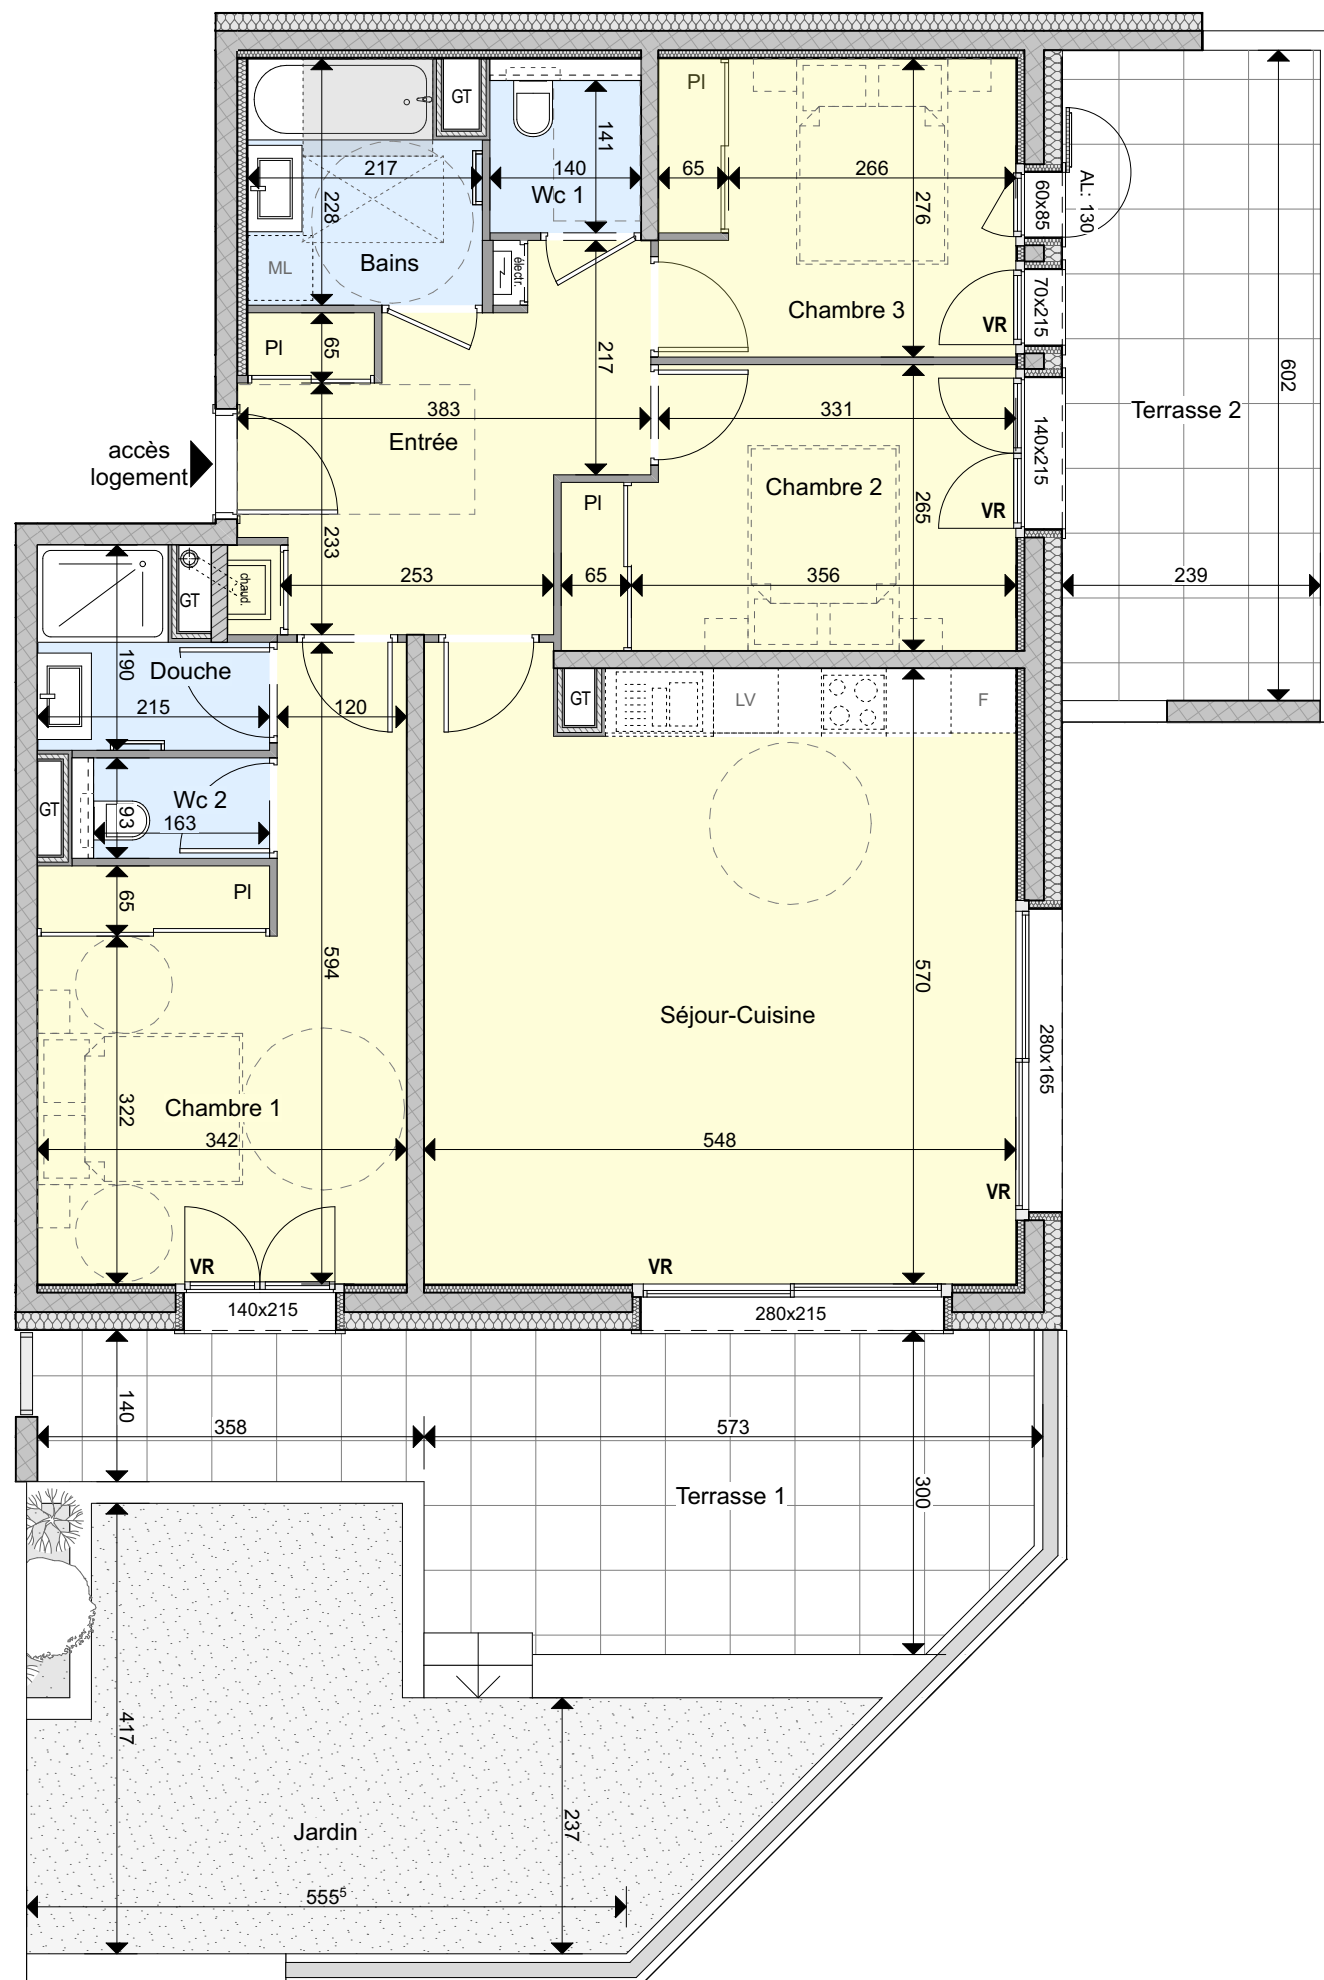 GT
PI
141
217
140
65
266
Wc 1
228
276
60x85
AL: 130
ML
Bains
électr.
70x215
Chambre 3
VR
PI
65
217
602
383
331
Terrasse 2
Entrée
140x215
accès
logement
Chambre 2
PI
VR
265
233
253
65
356
239
chaud.
GT
190
Douche
215
120
GT
LV
F
GT
93
Wc 2
163
65
PI
594
570
Séjour-Cuisine
280x165
322
Chambre 1
342
548
VR
VR
VR
140x215
280x215
140
358
573
300
Terrasse 1
417
Jardin
237
555⁵